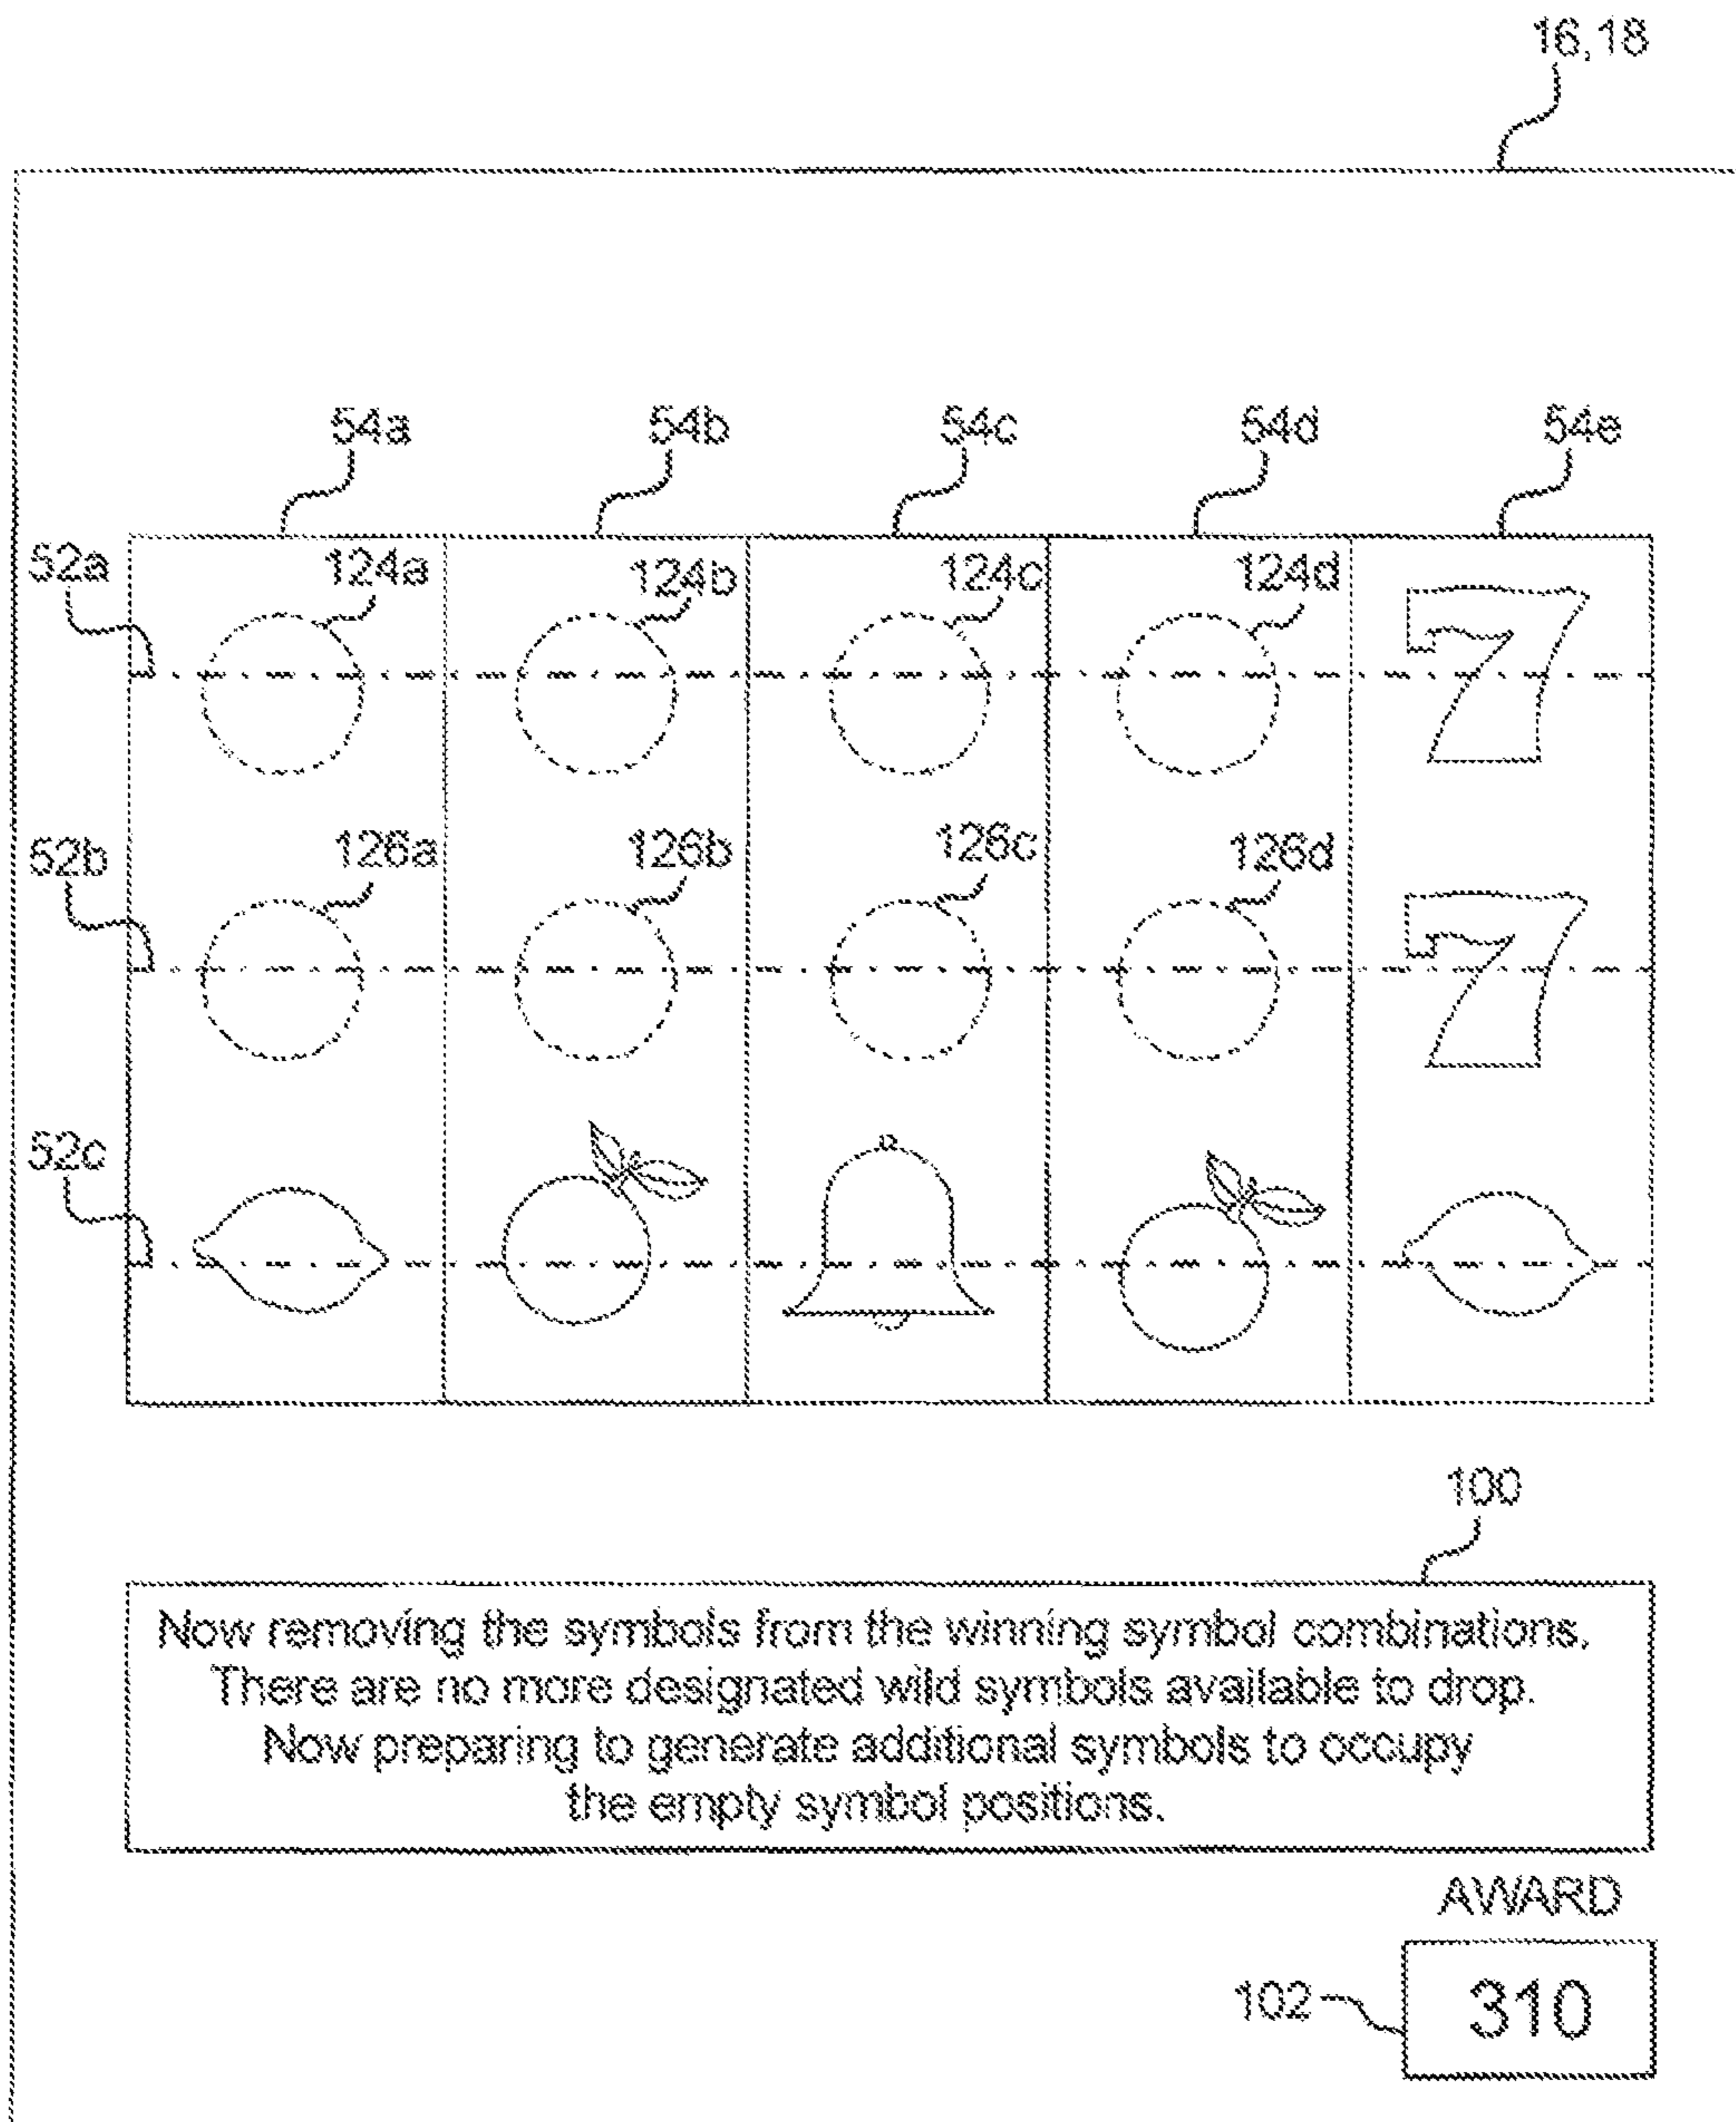 16,18
54a 54b 54c 54d 54e
52a 124a 124b 124c 124d
7
52b 126a 126b 126c 126d
7
52c
100
Now removing the symbols from the winning symbol combinations.
There are no more designated wild symbols available to drop.
Now preparing to generate additional symbols to occupy
the empty symbol positions.
AWARD
102 310